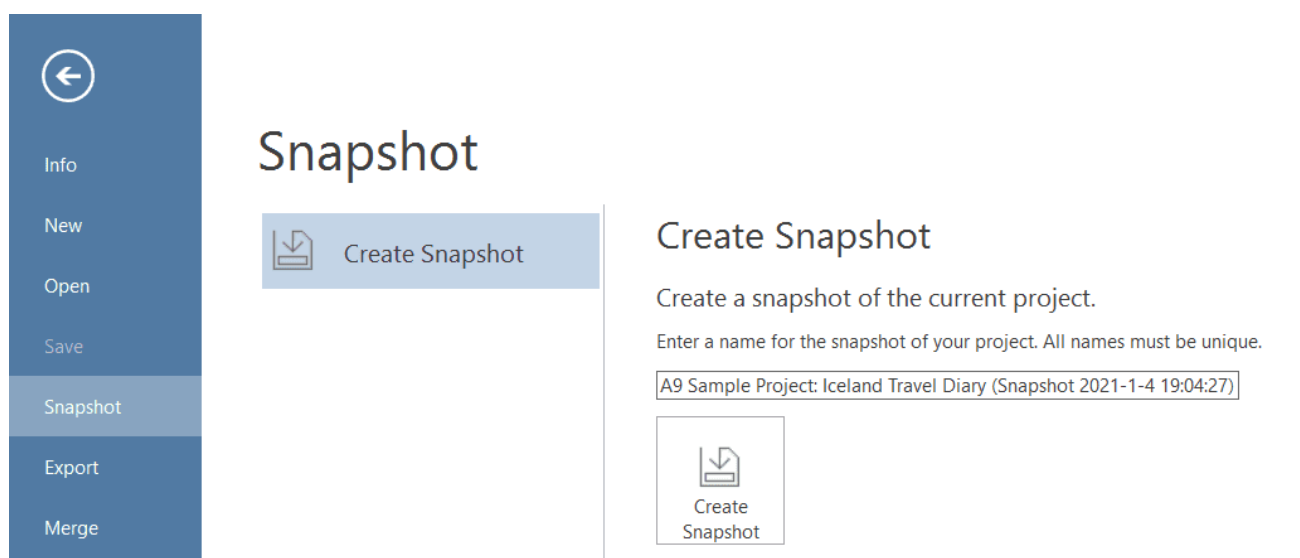 Info
New
Open
Save
Snapshot
Export
Merge
Snapshot
Create Snapshot
Create Snapshot
Create a snapshot of the current project.
Enter a name for the snapshot of your project. All names must be unique.
A9 Sample Project: Iceland Travel Diary (Snapshot 2021-1-4 19:04:27)
Create
Snapshot